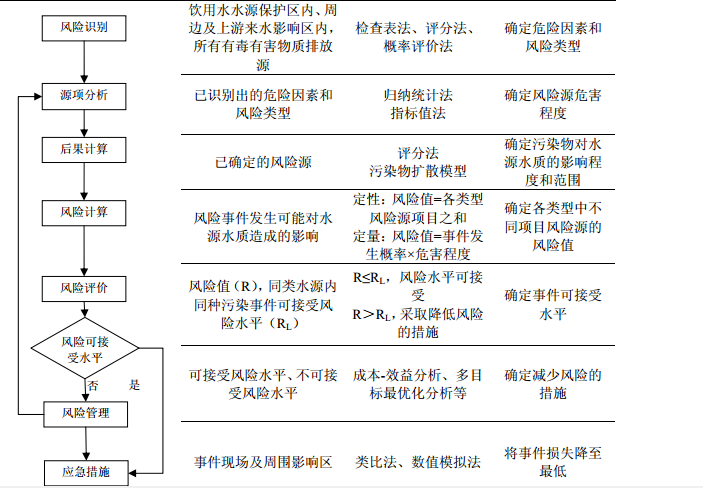 风险识别
饮用水水源保护区内、周
边及上游来水影响区内，
所有有毒有害物质排放
源
检查表法、评分法、
概率评价法
确定危险因素和
风险类型
源项分析
已识别出的危险因素和
风险类型
归纳统计法
指标值法
确定风险源危害
程度
后果计算
已确定的风险源
评分法
污染物扩散模型
确定污染物对水
源水质的影响程
度和范围
风险计算
风险事件发生可能对水
源水质造成的影响
定性：风险值=各类型
风险源项目之和
定量：风险值=事件发
生概率×危害程度
确定各类型中不
同项目风险源的
风险值
风险评价
风险值（R），同类水源内
同种污染事件可接受风
险水平（RL）
R≤RL，风险水平可接
受
R＞RL，采取降低风险
的措施
确定事件可接受
水平
风险可接
受水平
否
是
可接受风险水平、不可接
受风险水平
成本-效益分析、多目
标最优化分析等
确定减少风险的
措施
风险管理
应急措施
事件现场及周围影响区
类比法、数值模拟法
将事件损失降至
最低